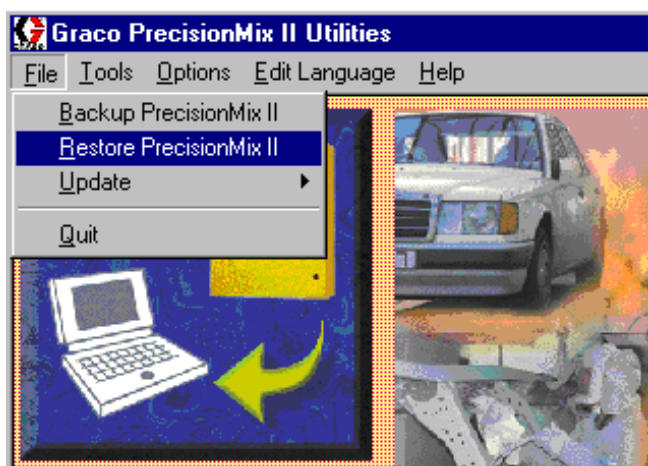 Graco PrecisionMix II Utilities
File Tools Options Edit Language Help
Backup PrecisionMix II
Restore PrecisionMix II
Update
Quit